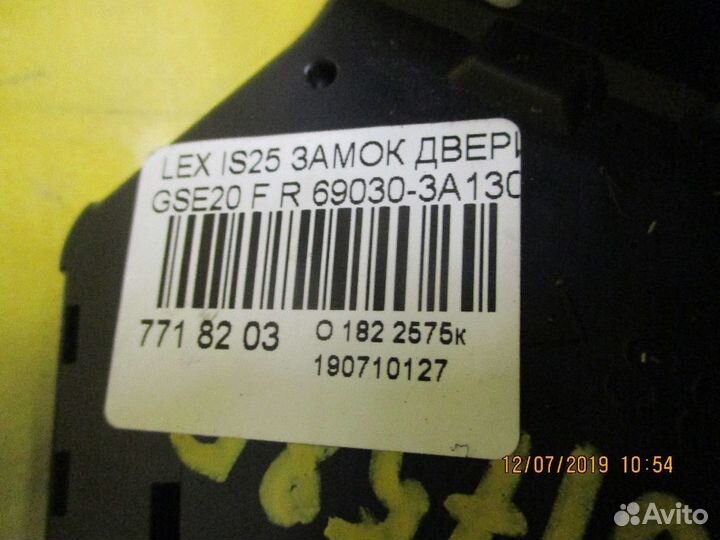 LEX IS25 ЗАМОК ДВЕРИ
GSE20 F R 69030-3A130
771 82 03
О 182 2575к
190710127
12/07/2019 10:54
Avito